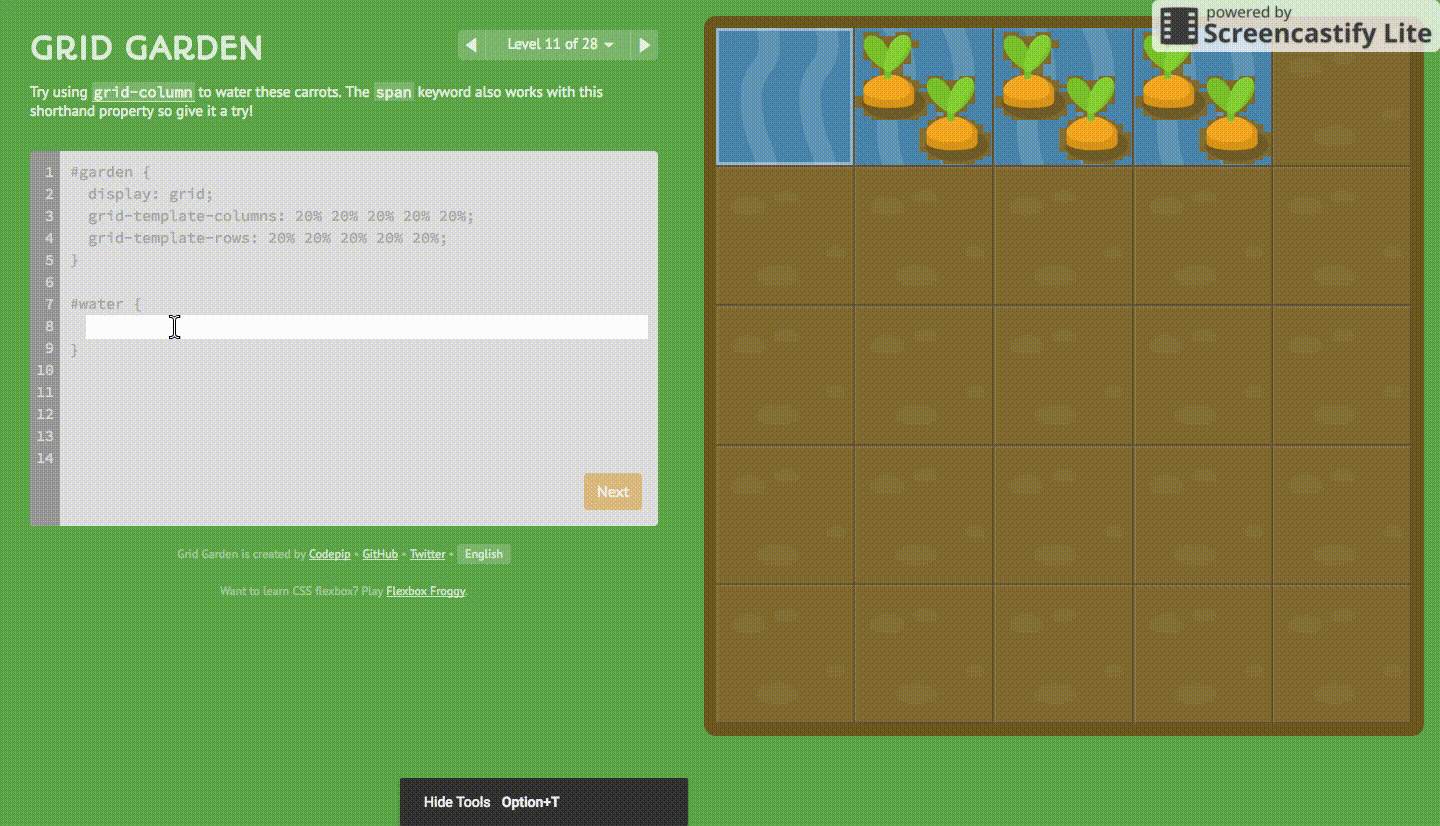 powered by
Screencastify Lite
GRID GARDEN
Level 11 of 28
Try using grid-column to water these carrots. The span keyword also works with this
shorthand property so give it a try!
1 #garden {
2 display: grid;
3 grid-template-columns: 20% 20% 20% 20% 20%;
4 grid-template-rows: 20% 20% 20% 20% 20%;
5 }
6
7 #water {
8
9 }
10
11
12
13
14
Next
Grid Garden is created by Codepip • GitHub • Twitter • English
Want to learn CSS flexbox? Play Flexbox Froggy.
Hide Tools Option+T